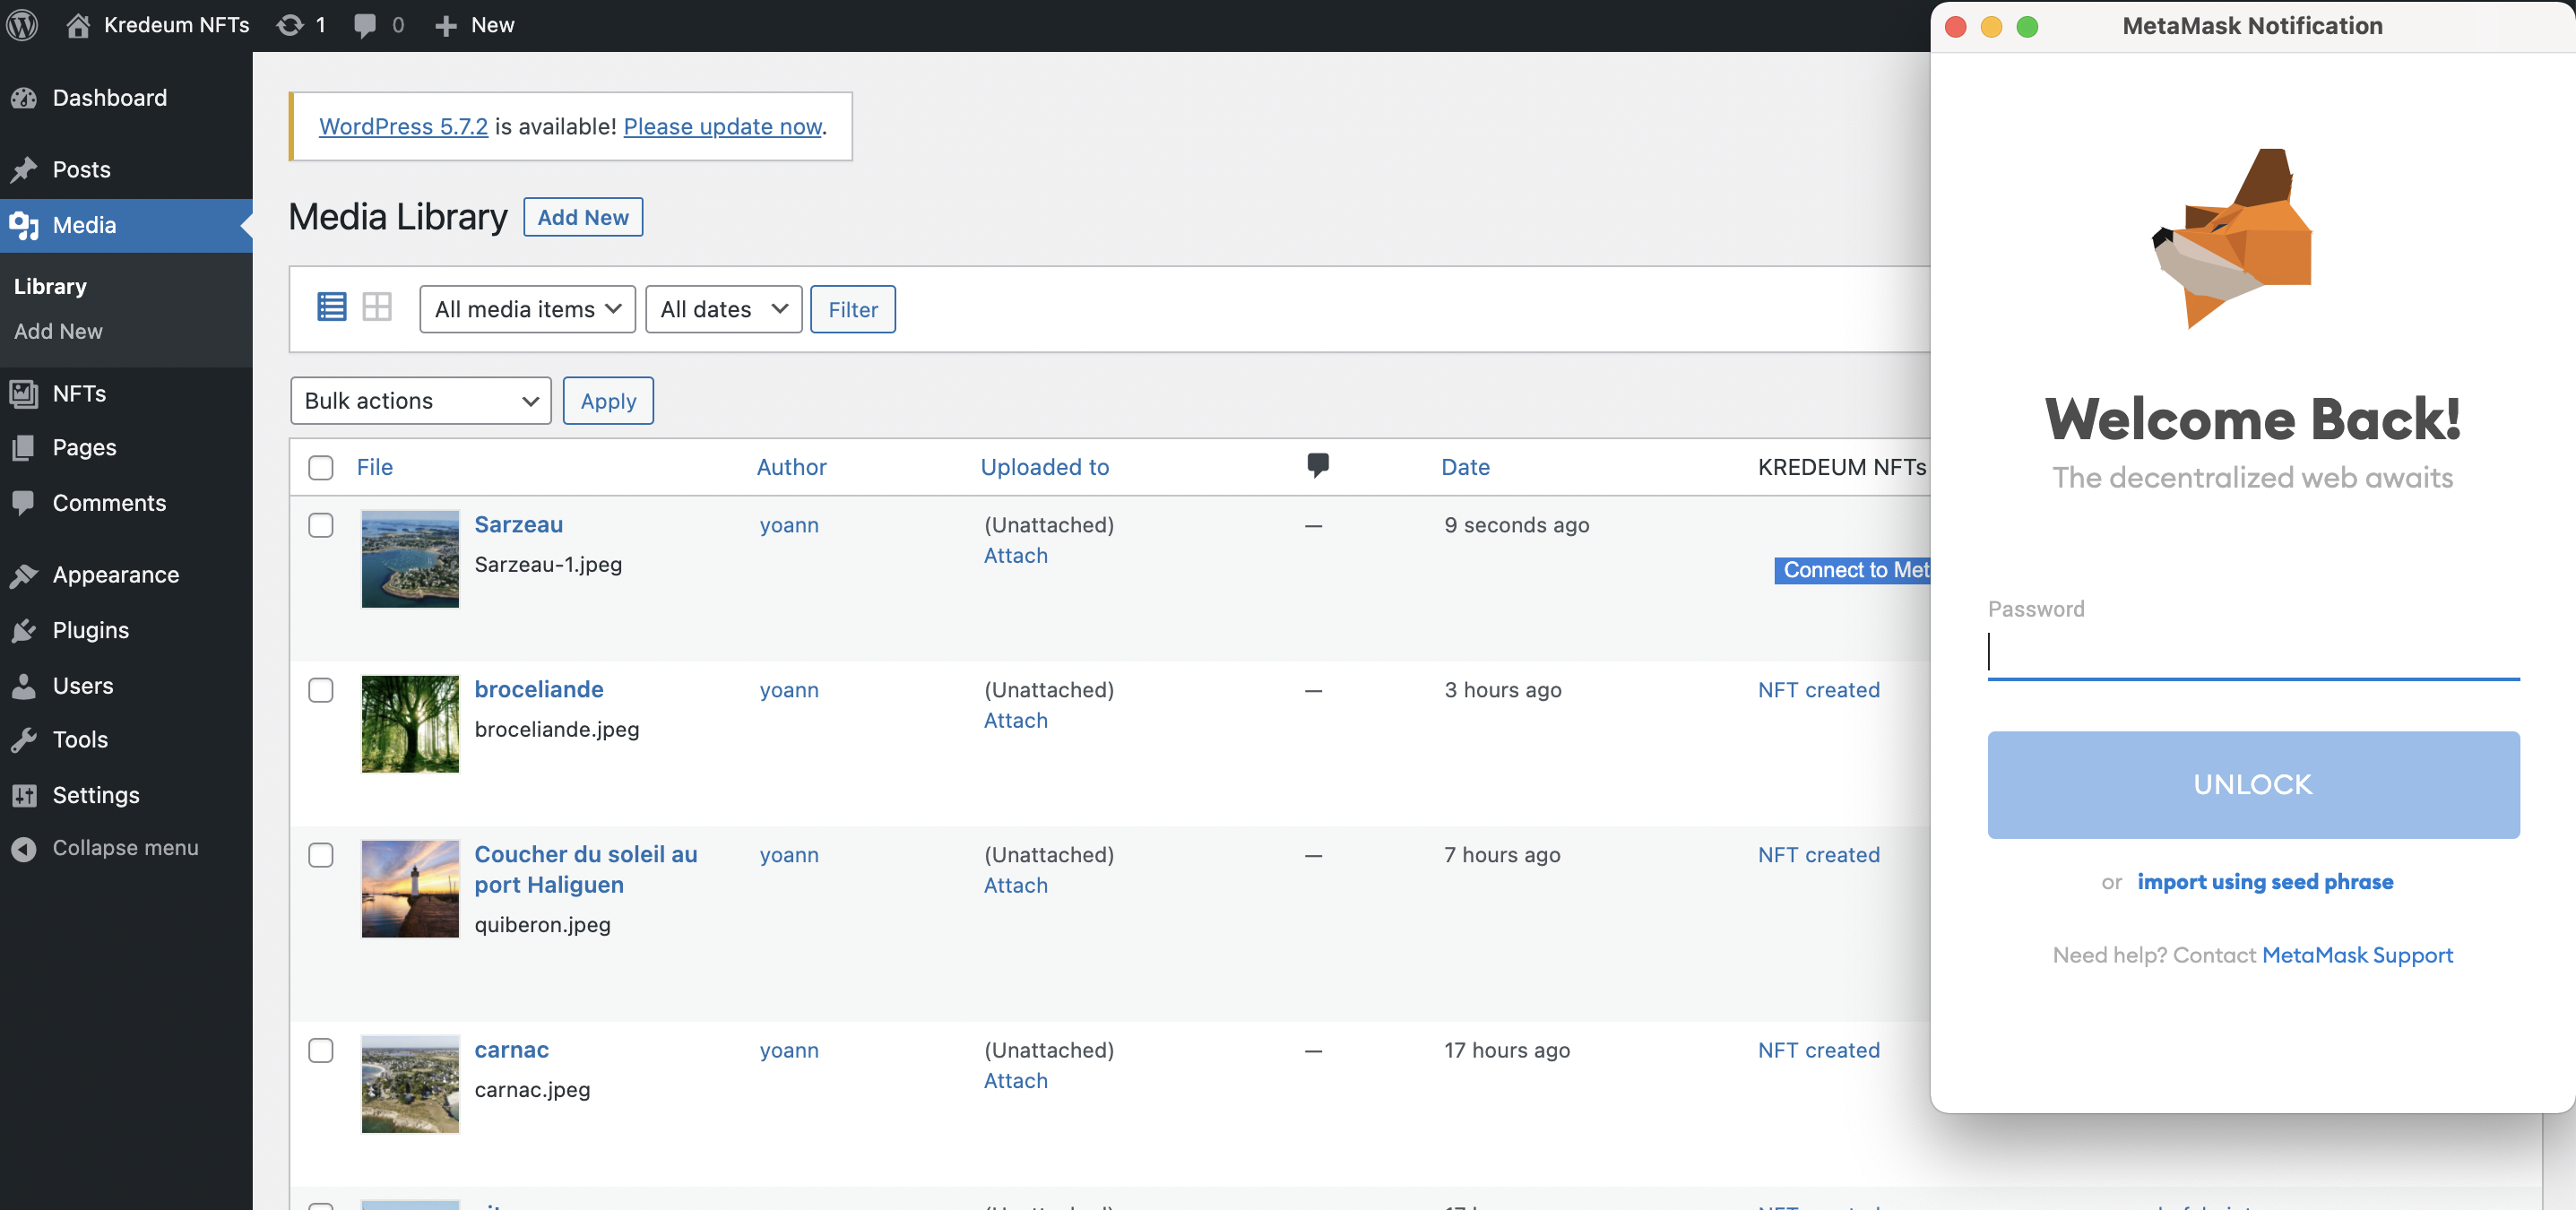 Kredeum NFTs 1 0 New
MetaMask Notification
Dashboard
Posts
Media
Library
Add New
NFTs
Pages
Comments
Appearance
Plugins
Users
Tools
Settings
Collapse menu
WordPress 5.7.2 is available! Please update now.
Media Library Add New
All media items All dates Filter
Bulk actions Apply
File Author Uploaded to Date KREDEUM NFTs
Sarzeau yoann (Unattached) — 9 seconds ago
Attach
Sarzeau-1.jpeg
Connect to Met
broceliande yoann (Unattached) — 3 hours ago NFT created
Attach
broceliande.jpeg
Coucher du soleil au yoann (Unattached) — 7 hours ago NFT created
port Haliguen Attach
quiberon.jpeg
carnac yoann (Unattached) — 17 hours ago NFT created
Attach
carnac.jpeg
Welcome Back!
The decentralized web awaits
Password
UNLOCK
or import using seed phrase
Need help? Contact MetaMask Support